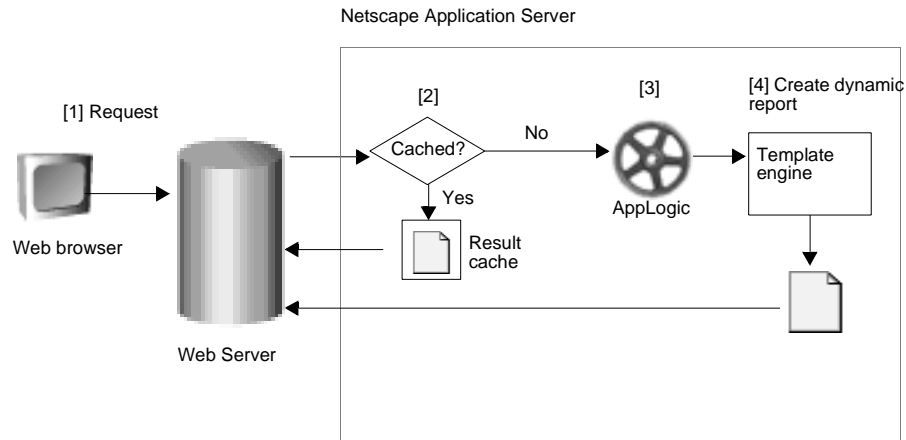 Netscape Application Server
[1] Request
[2]
[3]
[4] Create dynamic
report
Cached?
No
Yes
Template
engine
AppLogic
Web browser
Result
cache
Web Server